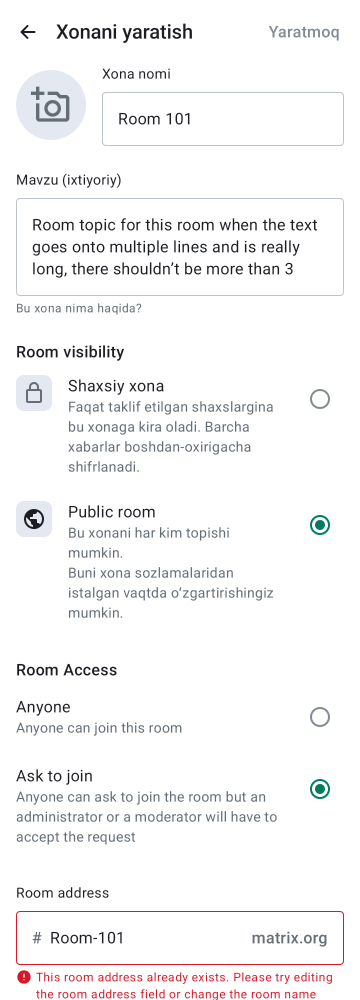 Xonani yaratish
Yaratmoq
Xona nomi
Room 101
Mavzu (ixtiyoriy)
Room topic for this room when the text
goes onto multiple lines and is really
long, there shouldn’t be more than 3
Bu xona nima haqida?
Room visibility
Shaxsiy xona
Faqat taklif etilgan shaxslargina
bu xonaga kira oladi. Barcha
xabarlar boshdan-oxirigacha
shifrlanadi.
Public room
Bu xonani har kim topishi
mumkin.
Buni xona sozlamalaridan
istalgan vaqtda oʻzgartirishingiz
mumkin.
Room Access
Anyone
Anyone can join this room
Ask to join
Anyone can ask to join the room but an
administrator or a moderator will have to
accept the request
Room address
# Room-101 matrix.org
This room address already exists. Please try editing
the room address field or change the room name